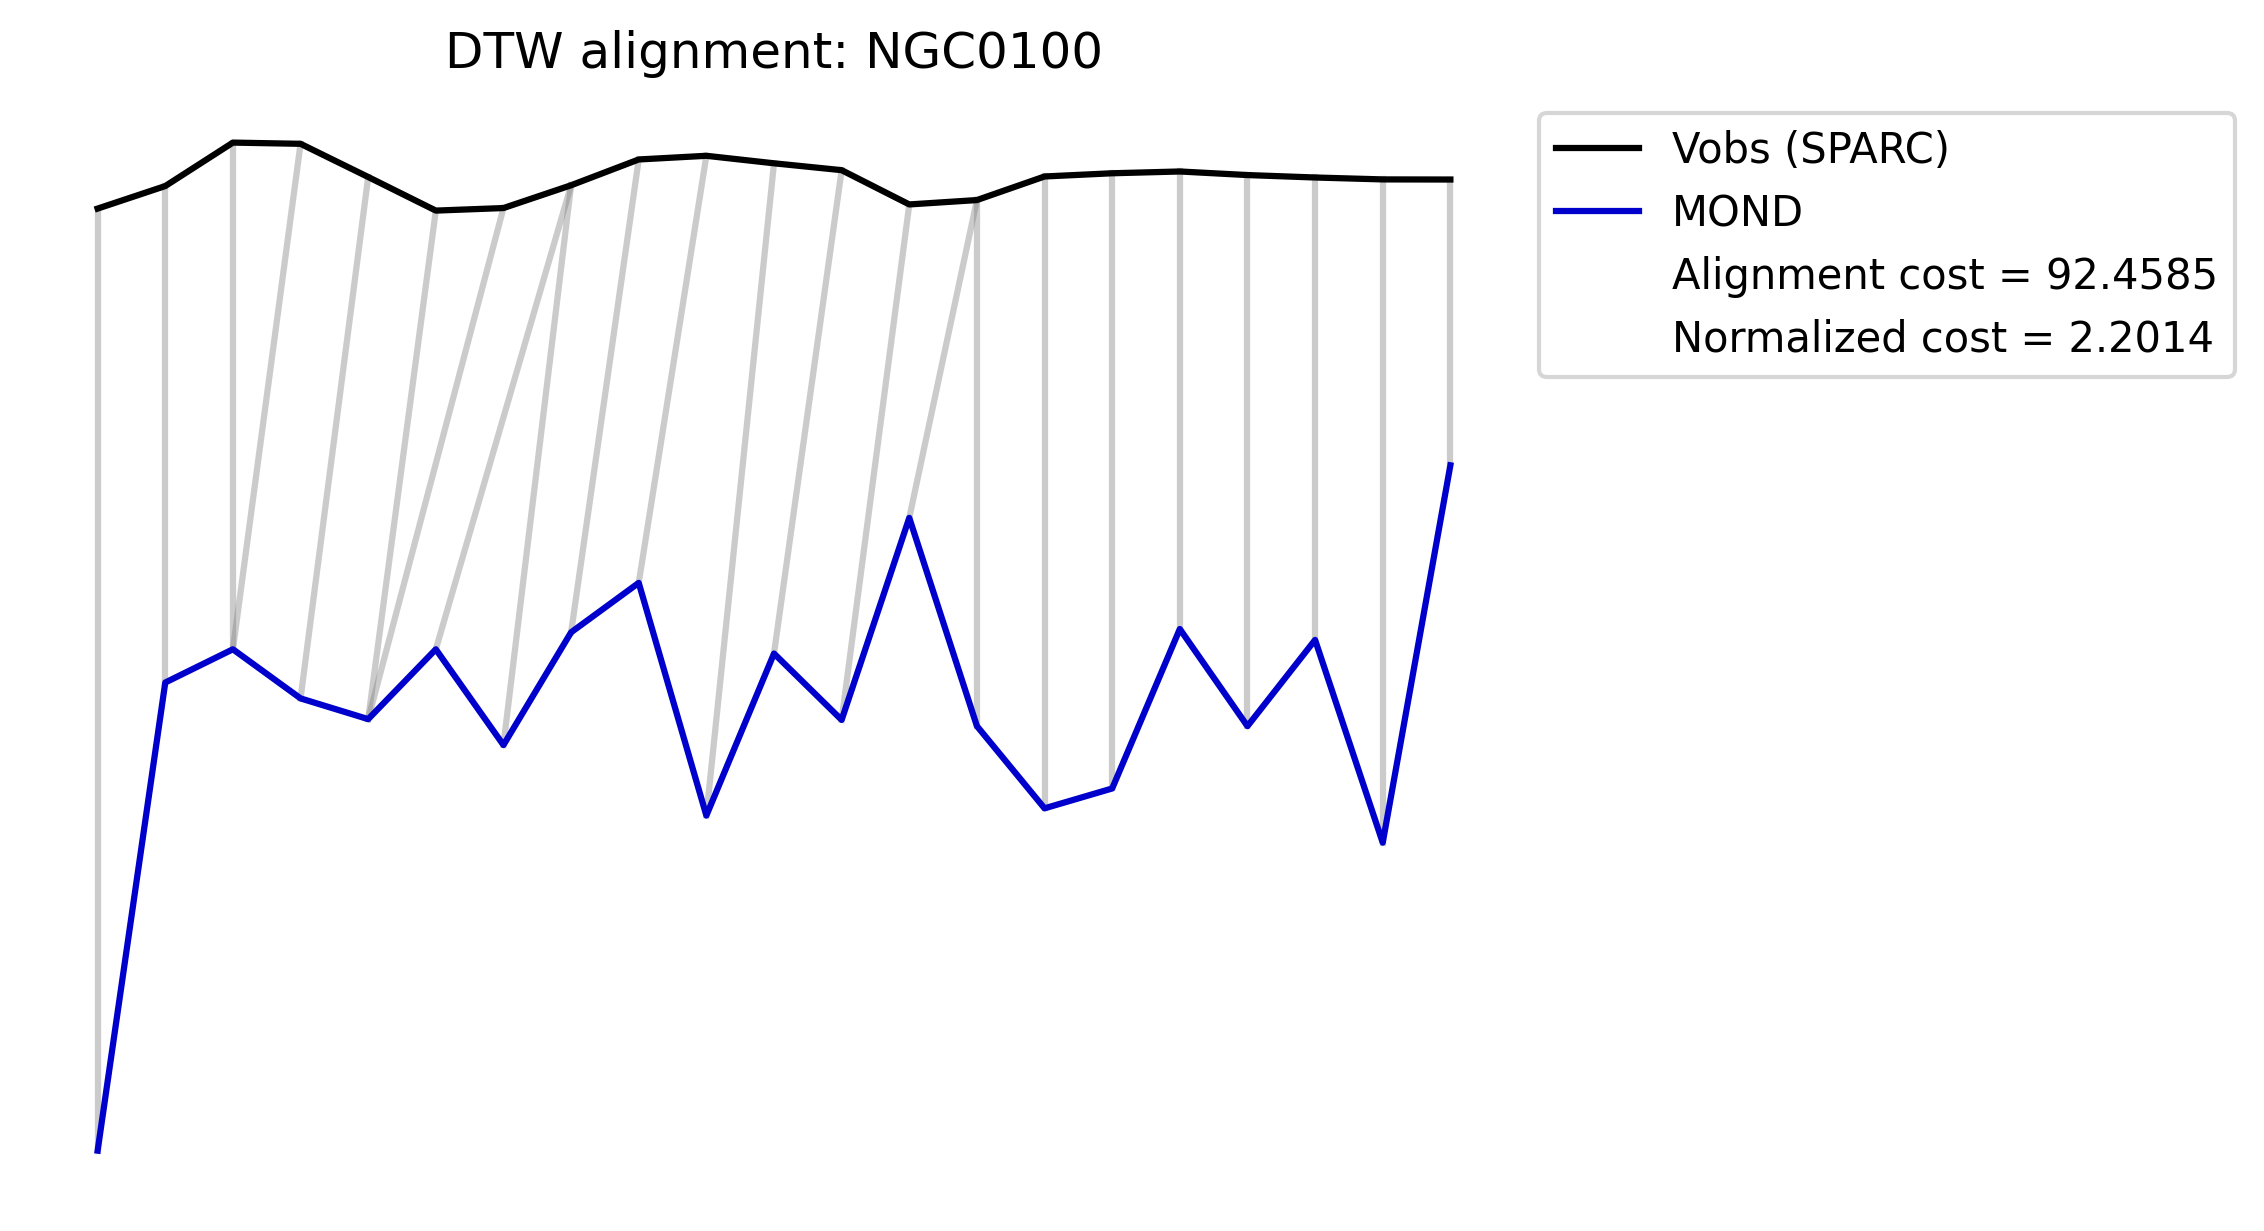 DTW alignment: NGC0100
Vobs (SPARC)
MOND
Alignment cost = 92.4585
Normalized cost = 2.2014